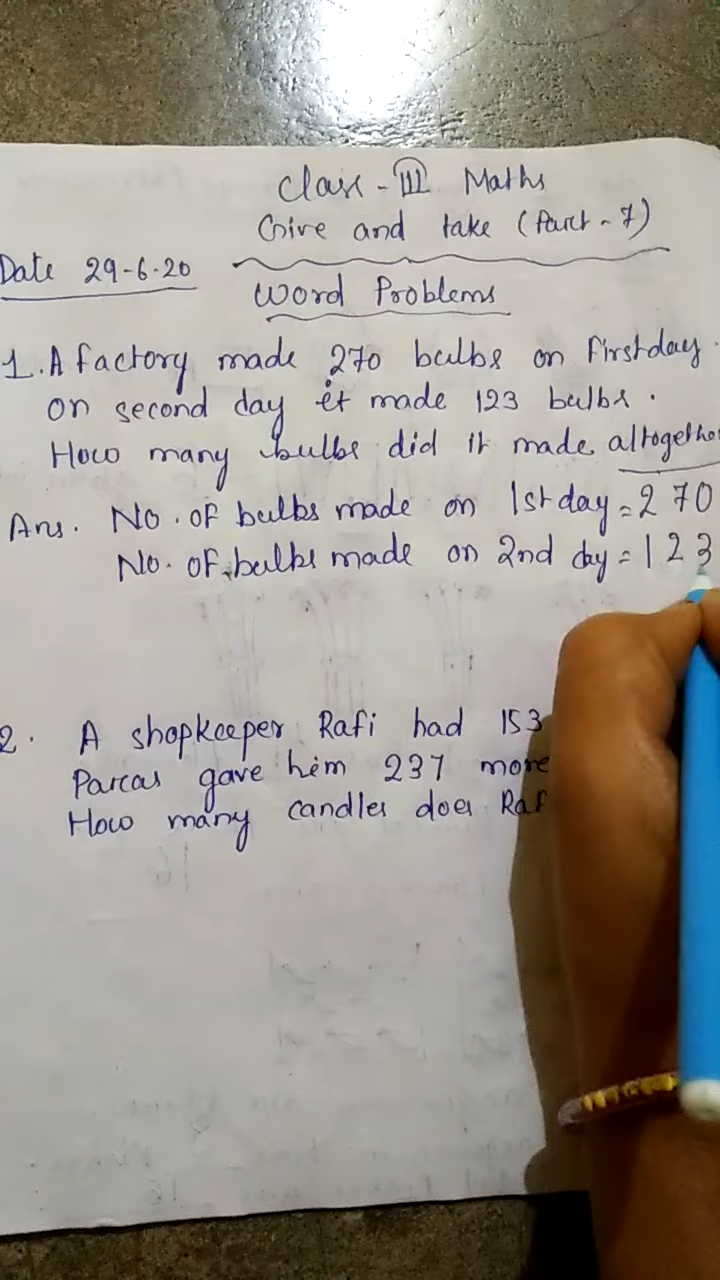 Class - III Maths
Give and take (Part - 7)
Date 29-6-20
Word Problems
1. A factory made 270 bulbs on first day.
On second day it made 123 bulbs.
How many bulbs did it made altogether
Ans. No. of bulbs made on 1st day = 270
No. of bulbs made on 2nd day = 123
2. A shopkeeper Rafi had 153
Paras gave him 237 more
How many candles does Raf